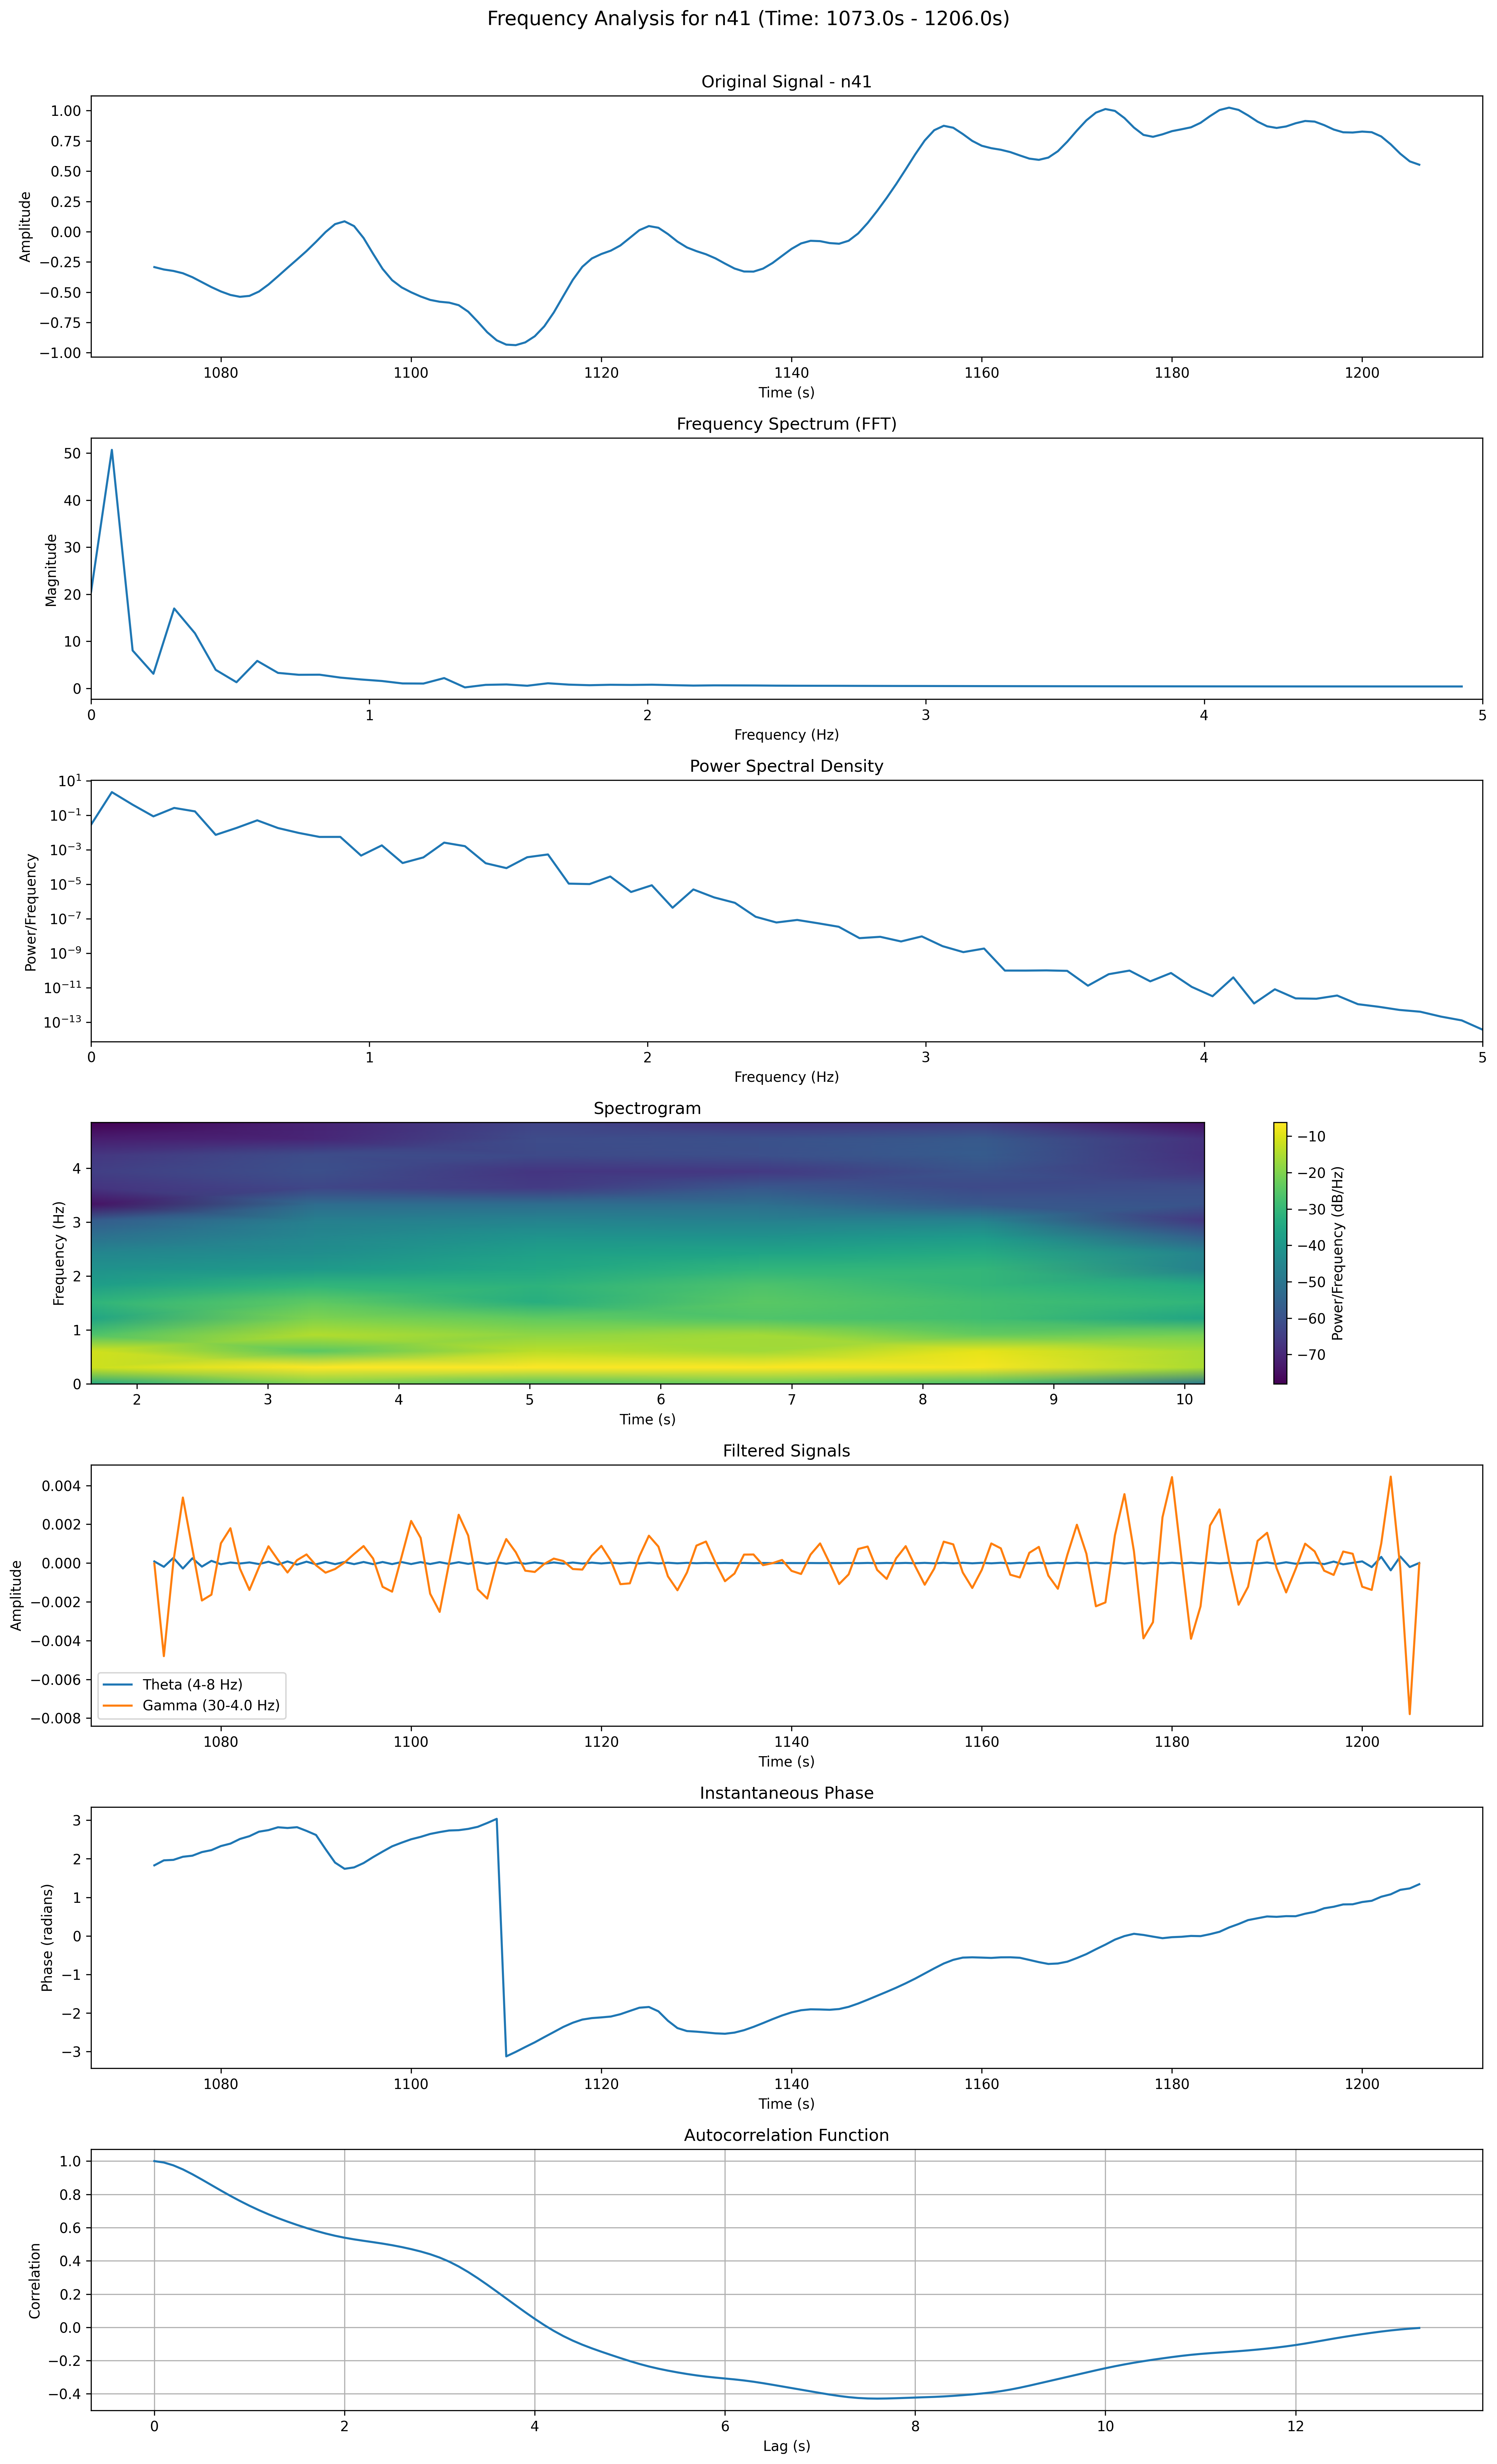 Frequency Analysis for n41 (Time: 1073.0s - 1206.0s)
Original Signal - n41
1.00
0.75
0.50
0.25
0.00
−0.25
−0.50
−0.75
−1.00
Amplitude
1080 1100 1120 1140 1160 1180 1200
Time (s)
Frequency Spectrum (FFT)
50
40
30
20
10
0
Magnitude
0 1 2 3 4 5
Frequency (Hz)
Power Spectral Density
10¹
10⁻¹
10⁻³
10⁻⁵
10⁻⁷
10⁻⁹
10⁻¹¹
10⁻¹³
Power/Frequency
0 1 2 3 4 5
Frequency (Hz)
Spectrogram
4
3
2
1
0
Frequency (Hz)
2 3 4 5 6 7 8 9 10
Time (s)
−10
−20
−30
−40
−50
−60
−70
Power/Frequency (dB/Hz)
Filtered Signals
0.004
0.002
0.000
−0.002
−0.004
−0.006
−0.008
Amplitude
Theta (4-8 Hz)
Gamma (30-4.0 Hz)
1080 1100 1120 1140 1160 1180 1200
Time (s)
Instantaneous Phase
3
2
1
0
−1
−2
−3
Phase (radians)
1080 1100 1120 1140 1160 1180 1200
Time (s)
Autocorrelation Function
1.0
0.8
0.6
0.4
0.2
0.0
−0.2
−0.4
Correlation
0 2 4 6 8 10 12
Lag (s)